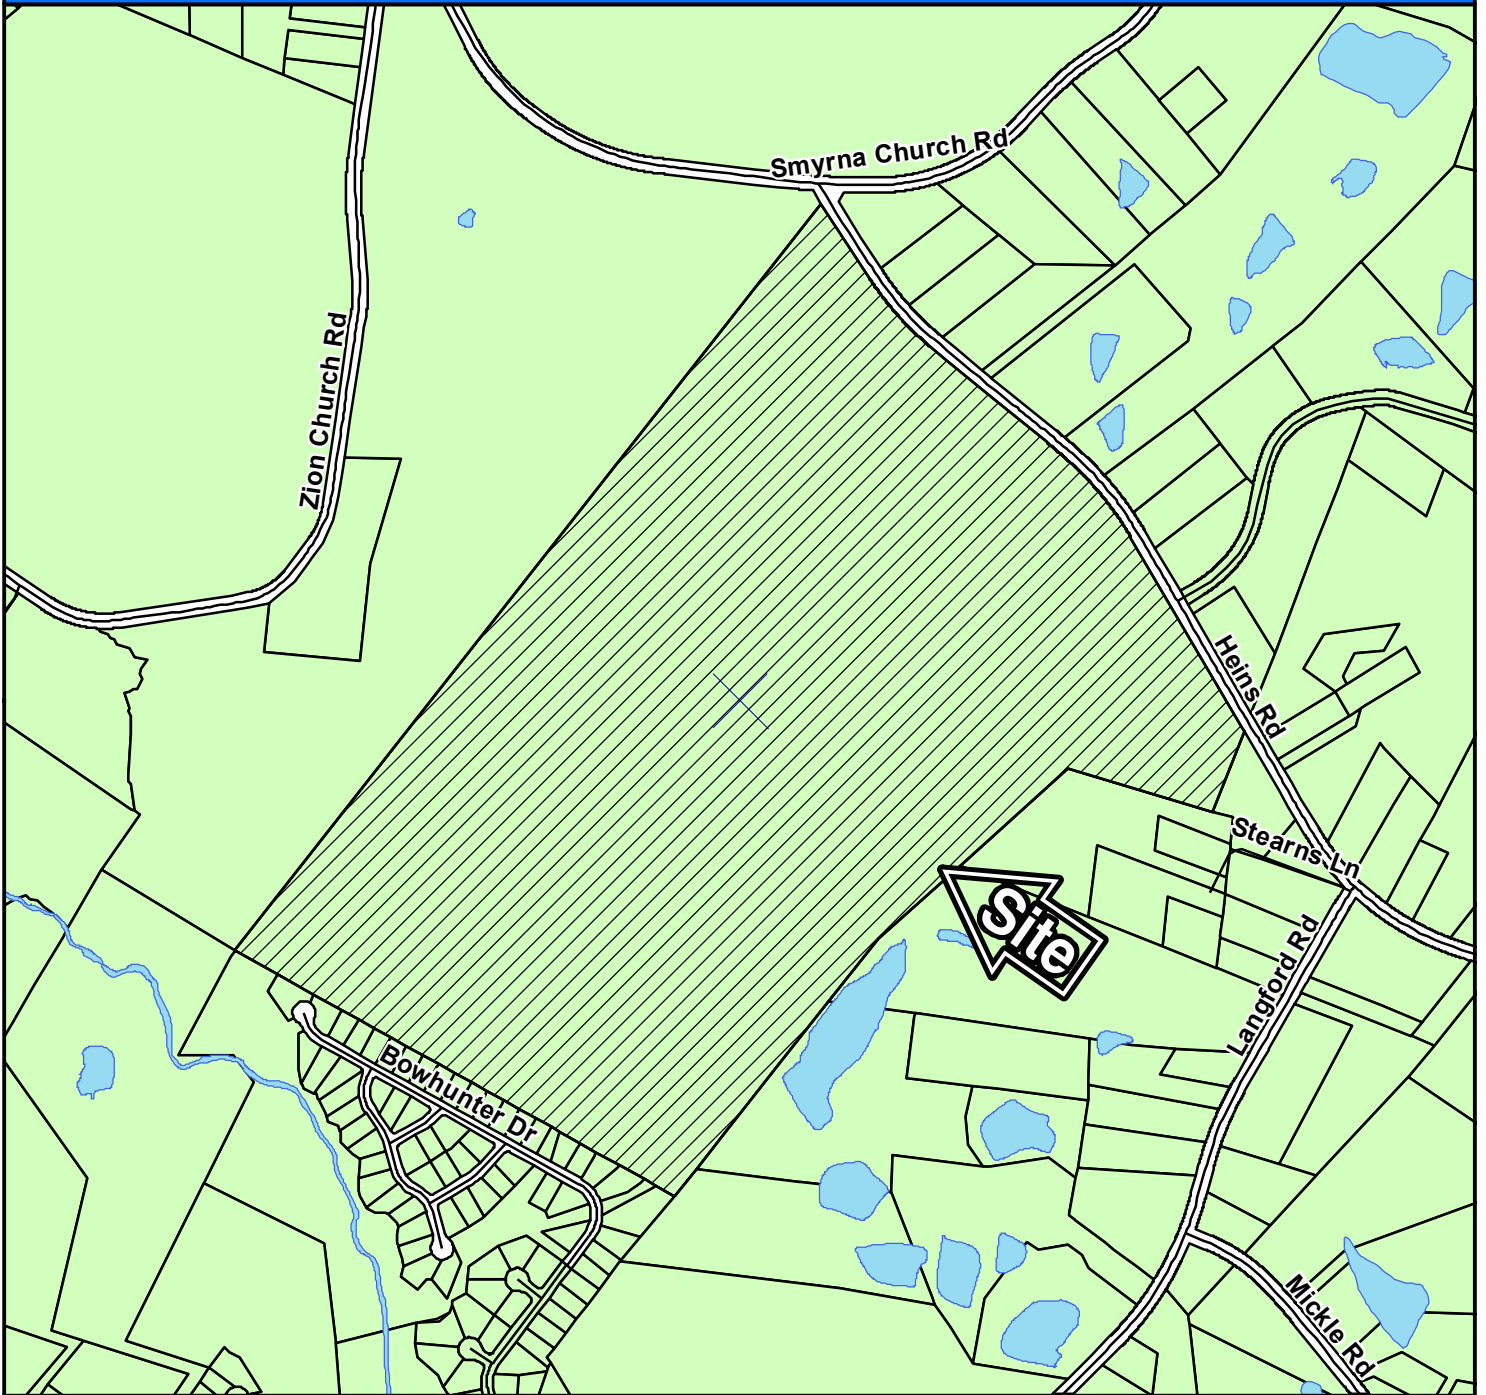 Smyrna Church Rd
Zion Church Rd
Heins Rd
Stearns Ln
Site
Langford Rd
Bowhunter Dr
Mickle Rd